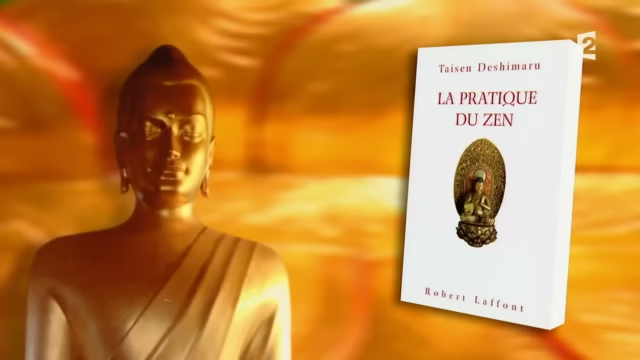 2
Taisen Deshimaru
LA PRATIQUE
DU ZEN
Robert Laffont